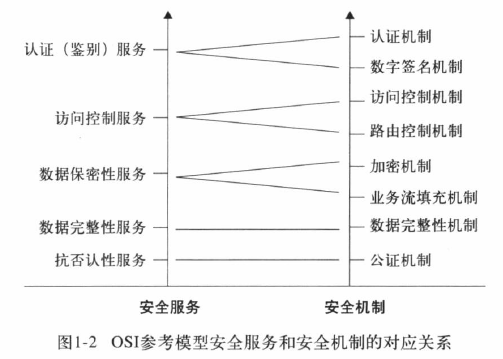 认证（鉴别）服务
认证机制
数字签名机制
访问控制服务
访问控制机制
路由控制机制
数据保密性服务
加密机制
业务流填充机制
数据完整性服务
数据完整性机制
抗否认性服务
公证机制
安全服务
安全机制
图1-2 OSI参考模型安全服务和安全机制的对应关系